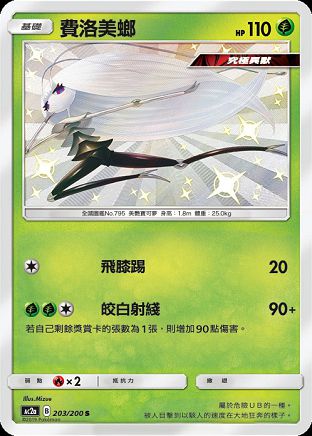 基礎 費洛美螂 HP 110
究極異獸
全國圖鑑No.795 美艷寶可夢 身高：1.8m 體重：25.0kg
飛膝踢 20
皎白射綫 90+
若自己剩餘獎賞卡的張數為1張，則增加90點傷害。
弱點 ×2 抵抗力 撤退
Illus.Mizue
SC2a B 203/200 S
©2019 Pokémon
屬於危險UB的一種。
被人目擊到以駭人的速度在大地狂奔的樣子。